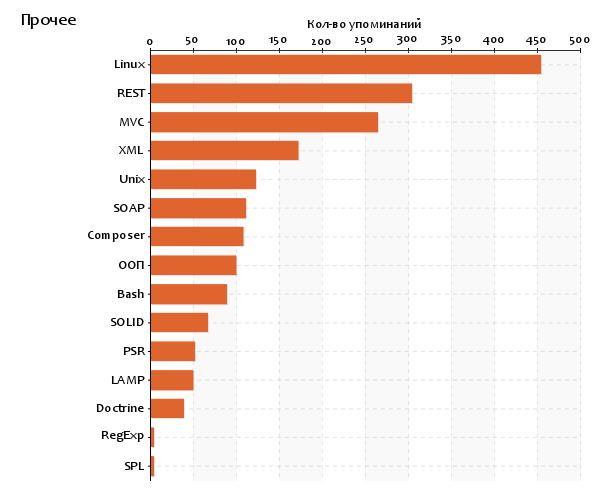 Прочее
Кол-во упоминаний
0 50 100 150 200 250 300 350 400 450 500
Linux
REST
MVC
XML
Unix
SOAP
Composer
ООП
Bash
SOLID
PSR
LAMP
Doctrine
RegExp
SPL